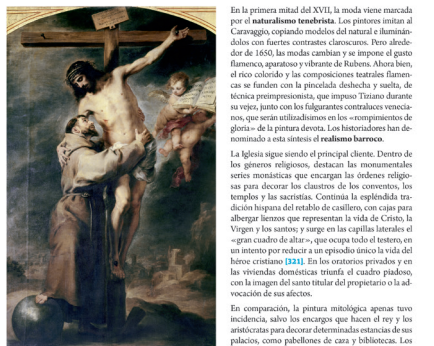 En la primera mitad del XVII, la moda viene marcada
por el naturalismo tenebrista. Los pintores imitan al
Caravaggio, copiando modelos del natural e iluminán-
dolos con fuertes contrastes claroscuros. Pero alrede-
dor de 1650, las modas cambian y se impone el gusto
flamenco, aparatoso y vibrante de Rubens. Ahora bien,
el rico colorido y las composiciones teatrales flamen-
cas se funden con la pincelada deshecha y suelta, de
técnica preimpresionista, que impuso Tiziano durante
su vejez, junto con los fulgurantes contraluces venecia-
nos, que serán utilizadísimos en los «rompimientos de
gloria» de la pintura devota. Los historiadores han de-
nominado a esta síntesis el realismo barroco.
La Iglesia sigue siendo el principal cliente. Dentro de
los géneros religiosos, destacan las monumentales
series monásticas que encargan las órdenes religio-
sas para decorar los claustros de los conventos, los
templos y las sacristías. Continúa la espléndida tra-
dición hispana del retablo de casillero, con cajas para
albergar lienzos que representan la vida de Cristo, la
Virgen y los santos; y surge en las capillas laterales el
«gran cuadro de altar», que ocupa todo el testero, en
un intento por reducir a un episodio único la vida del
héroe cristiano [321]. En los oratorios privados y en
las viviendas domésticas triunfa el cuadro piadoso,
con la imagen del santo titular del propietario o la ad-
vocación de sus afectos.
En comparación, la pintura mitológica apenas tuvo
incidencia, salvo los encargos que hacen el rey y los
aristócratas para decorar determinadas estancias de sus
palacios, como pabellones de caza y bibliotecas. Los